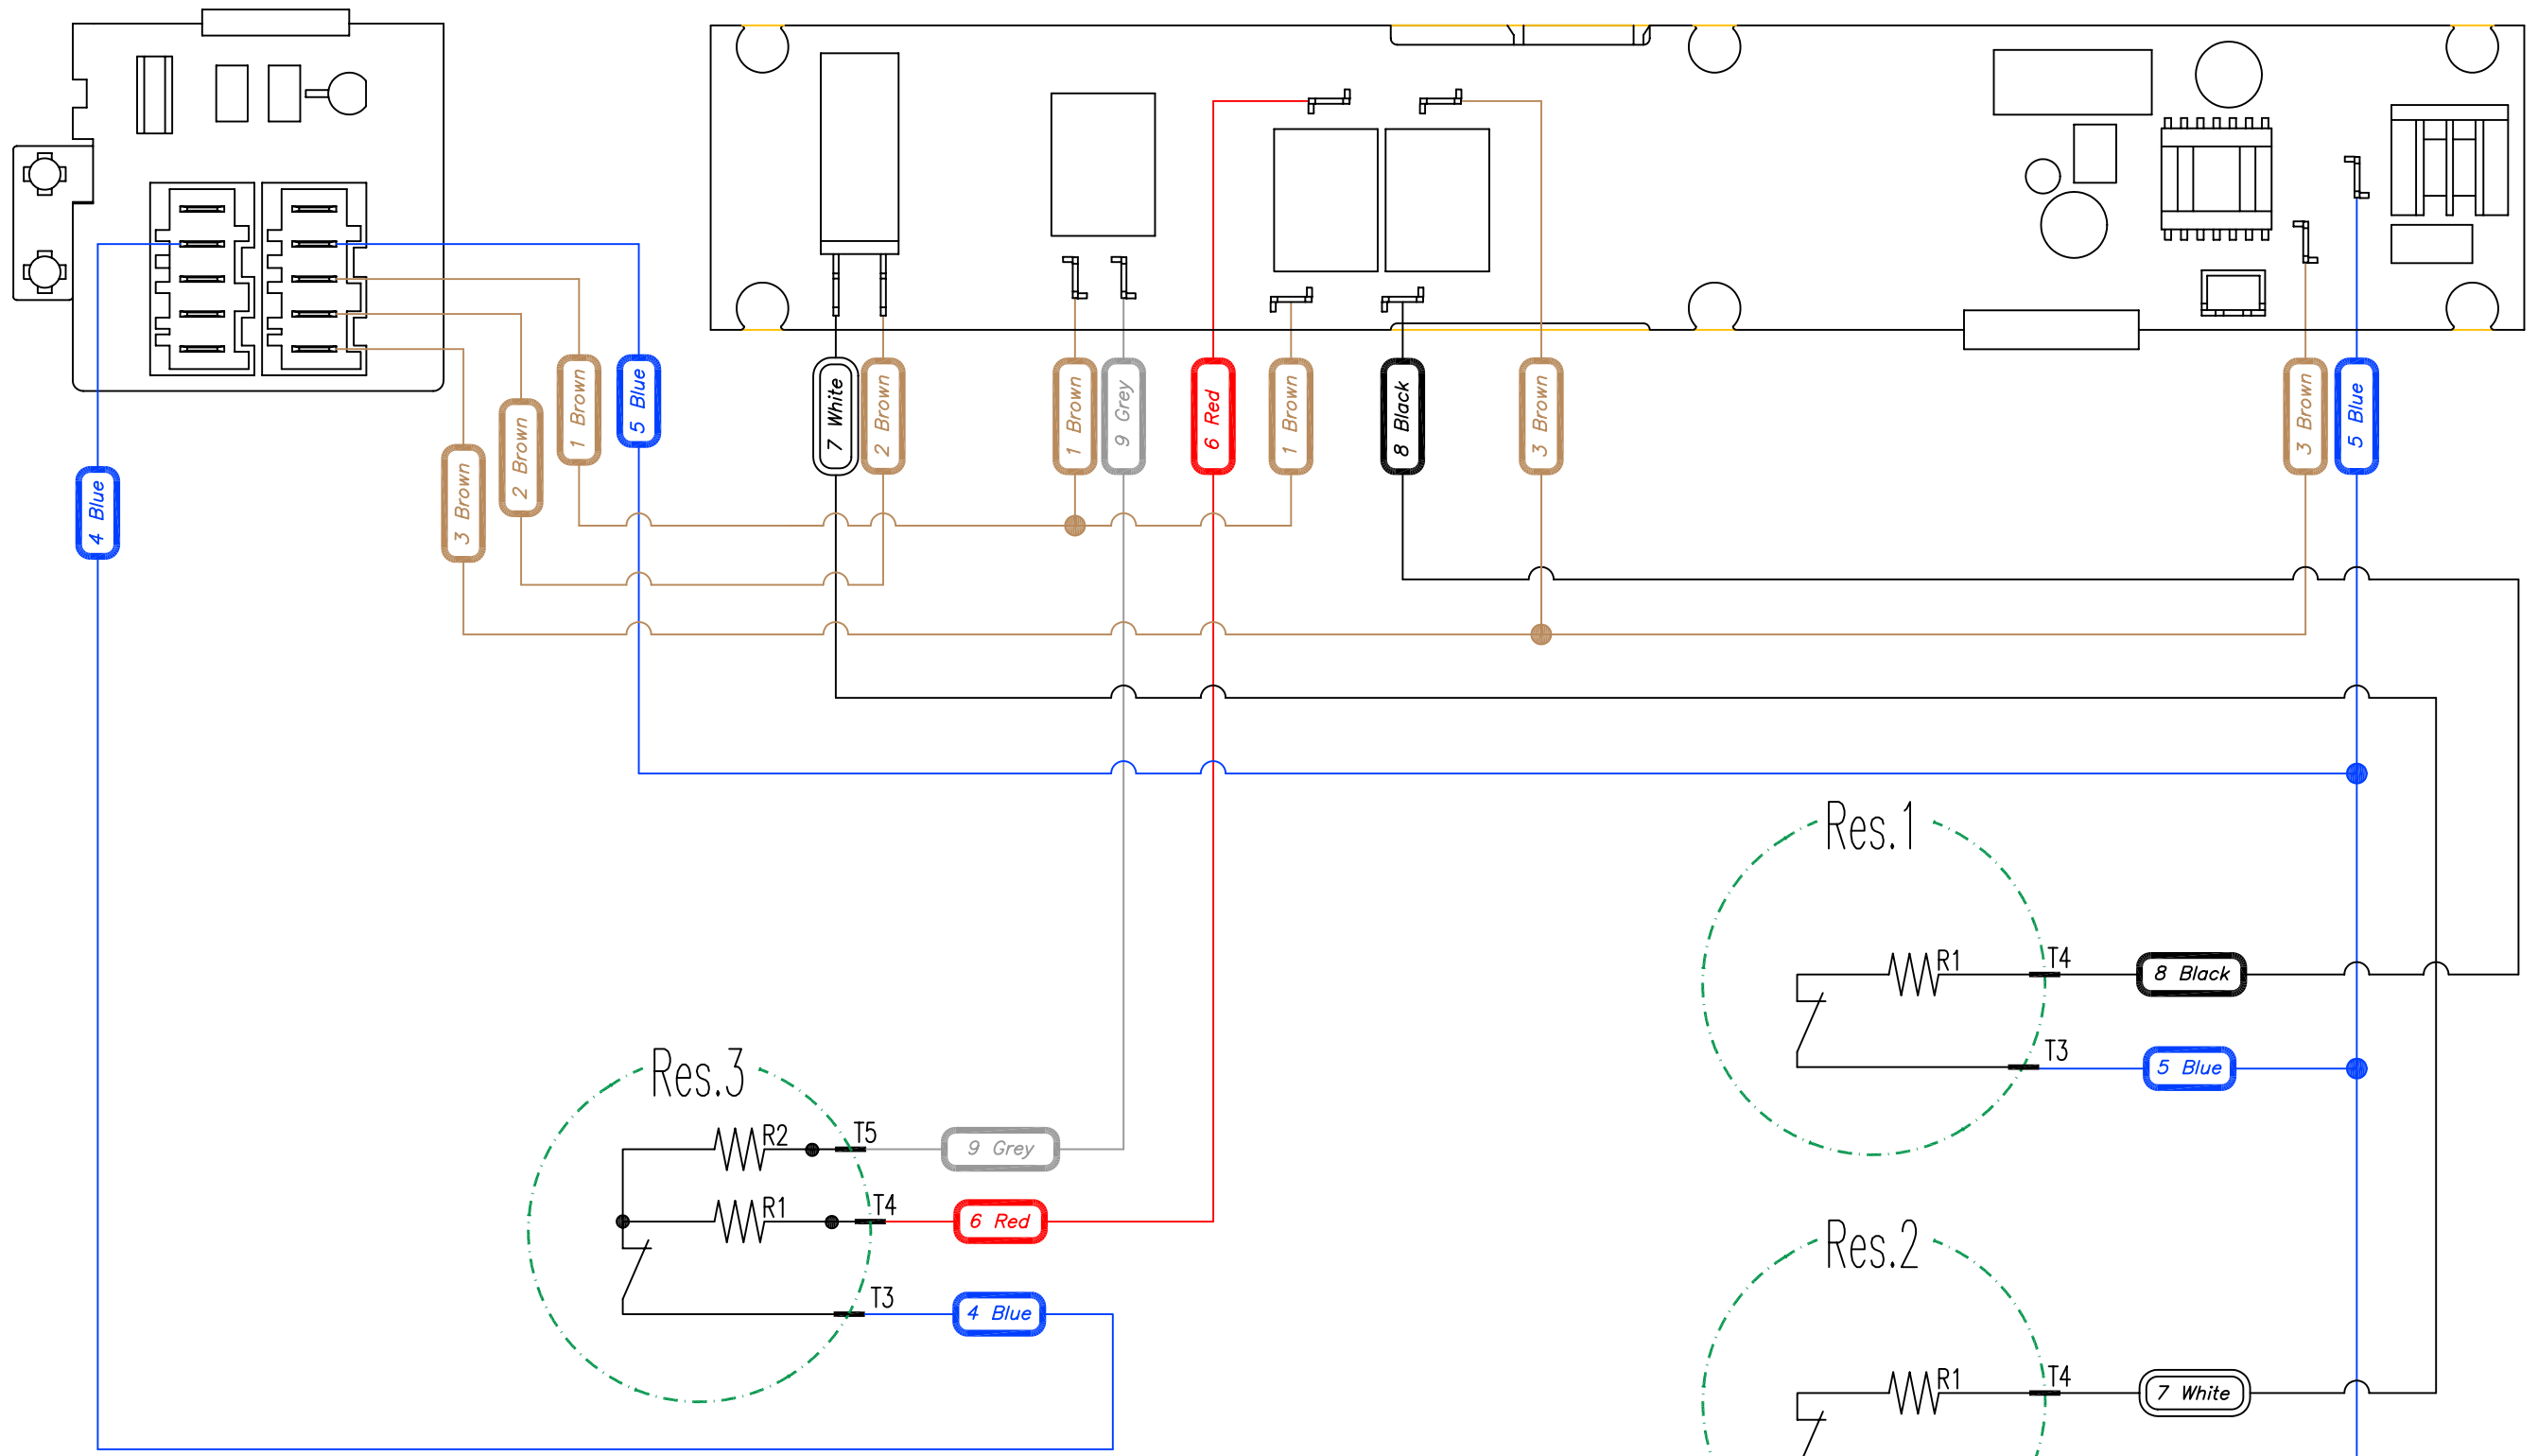 7 White
2 Brown
1 Brown
9 Grey
6 Red
1 Brown
8 Black
3 Brown
3 Brown
5 Blue
1 Brown
5 Blue
2 Brown
3 Brown
4 Blue
Res.1
R1
T4
8 Black
T3
5 Blue
Res.3
R2
T5
9 Grey
R1
T4
6 Red
T3
4 Blue
Res.2
R1
T4
7 White